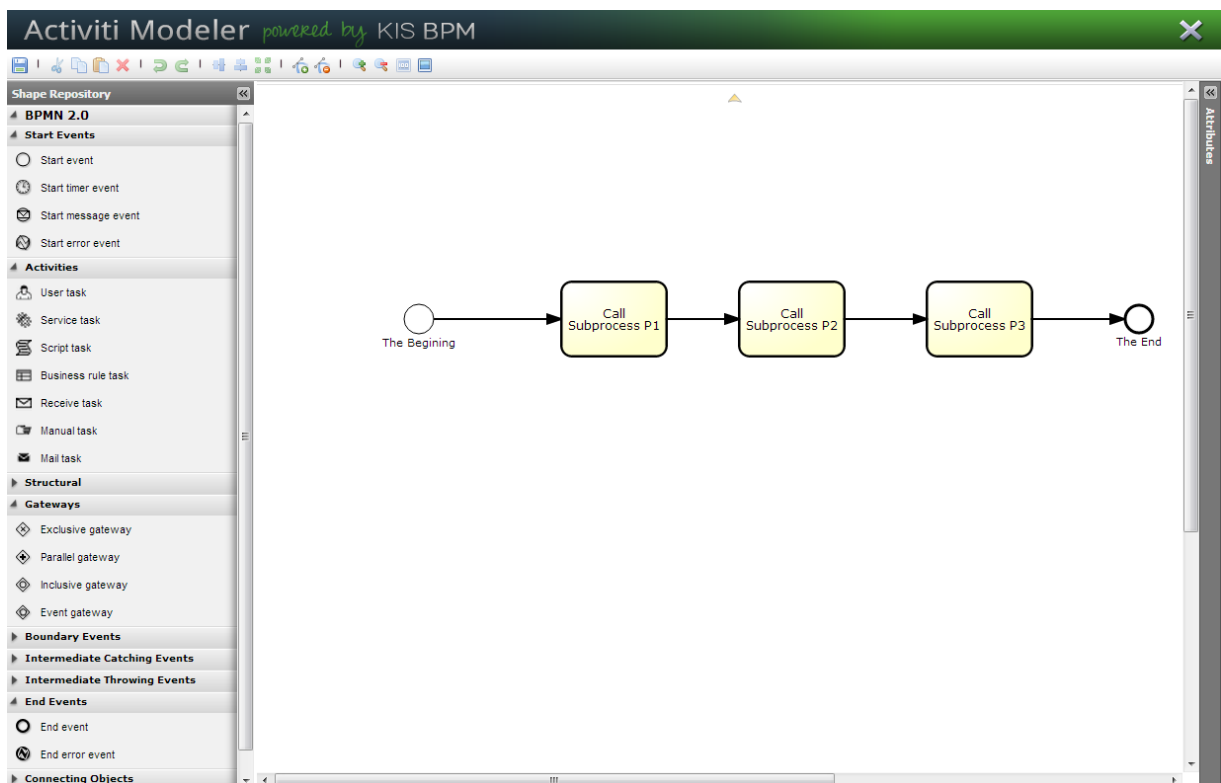 Activiti Modeler powered by KIS BPM
Shape Repository
BPMN 2.0
Start Events
Start event
Start timer event
Start message event
Start error event
Activities
User task
Service task
Script task
Business rule task
Receive task
Manual task
Mail task
Structural
Gateways
Exclusive gateway
Parallel gateway
Inclusive gateway
Event gateway
Boundary Events
Intermediate Catching Events
Intermediate Throwing Events
End Events
End event
End error event
Connecting Objects
The Begining
Call
Subprocess P1
Call
Subprocess P2
Call
Subprocess P3
The End
Attributes